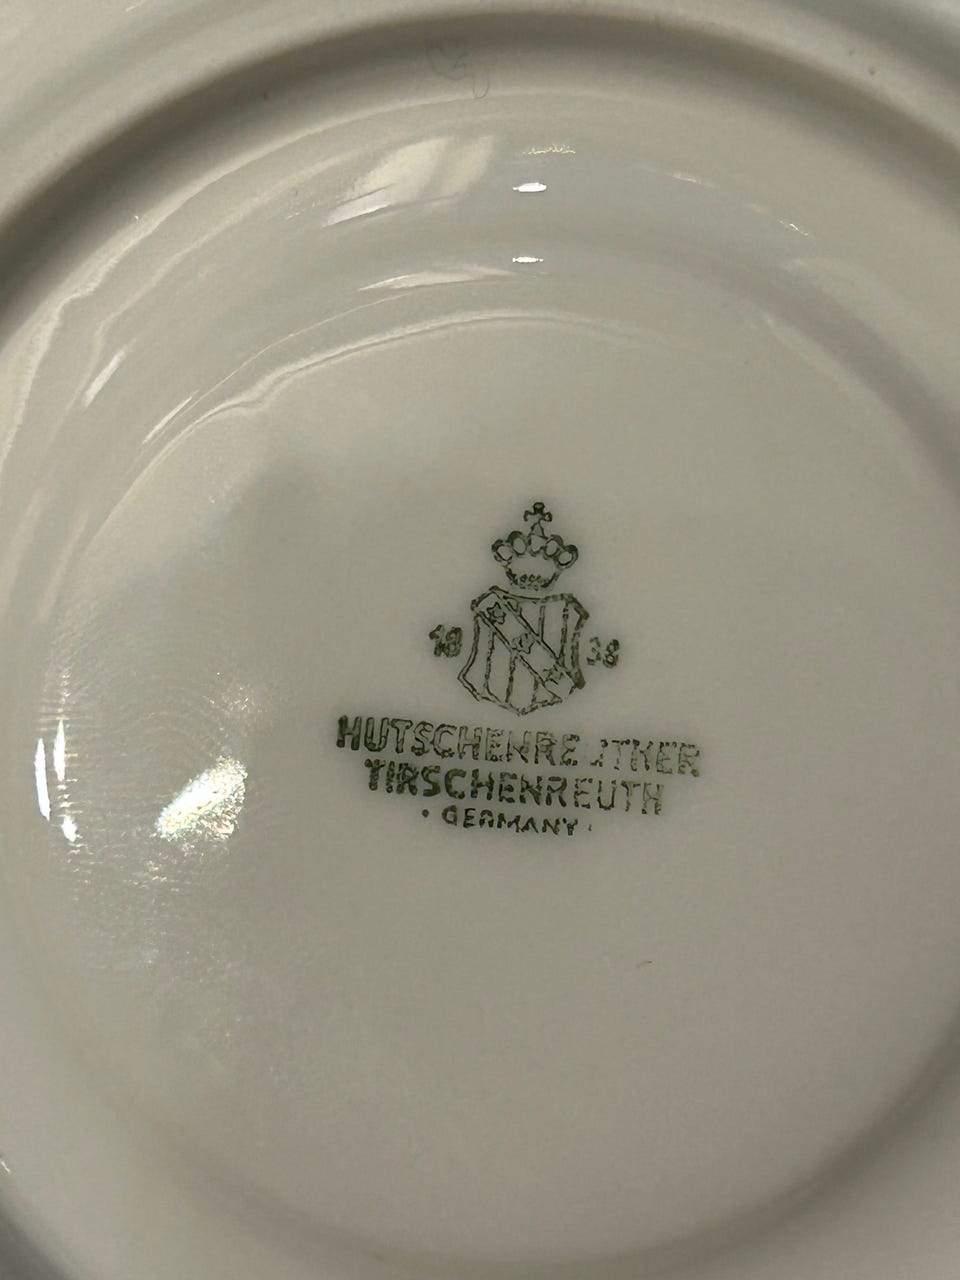 18 38
HUTSCHENREUTHER
TIRSCHENREUTH
· GERMANY ·